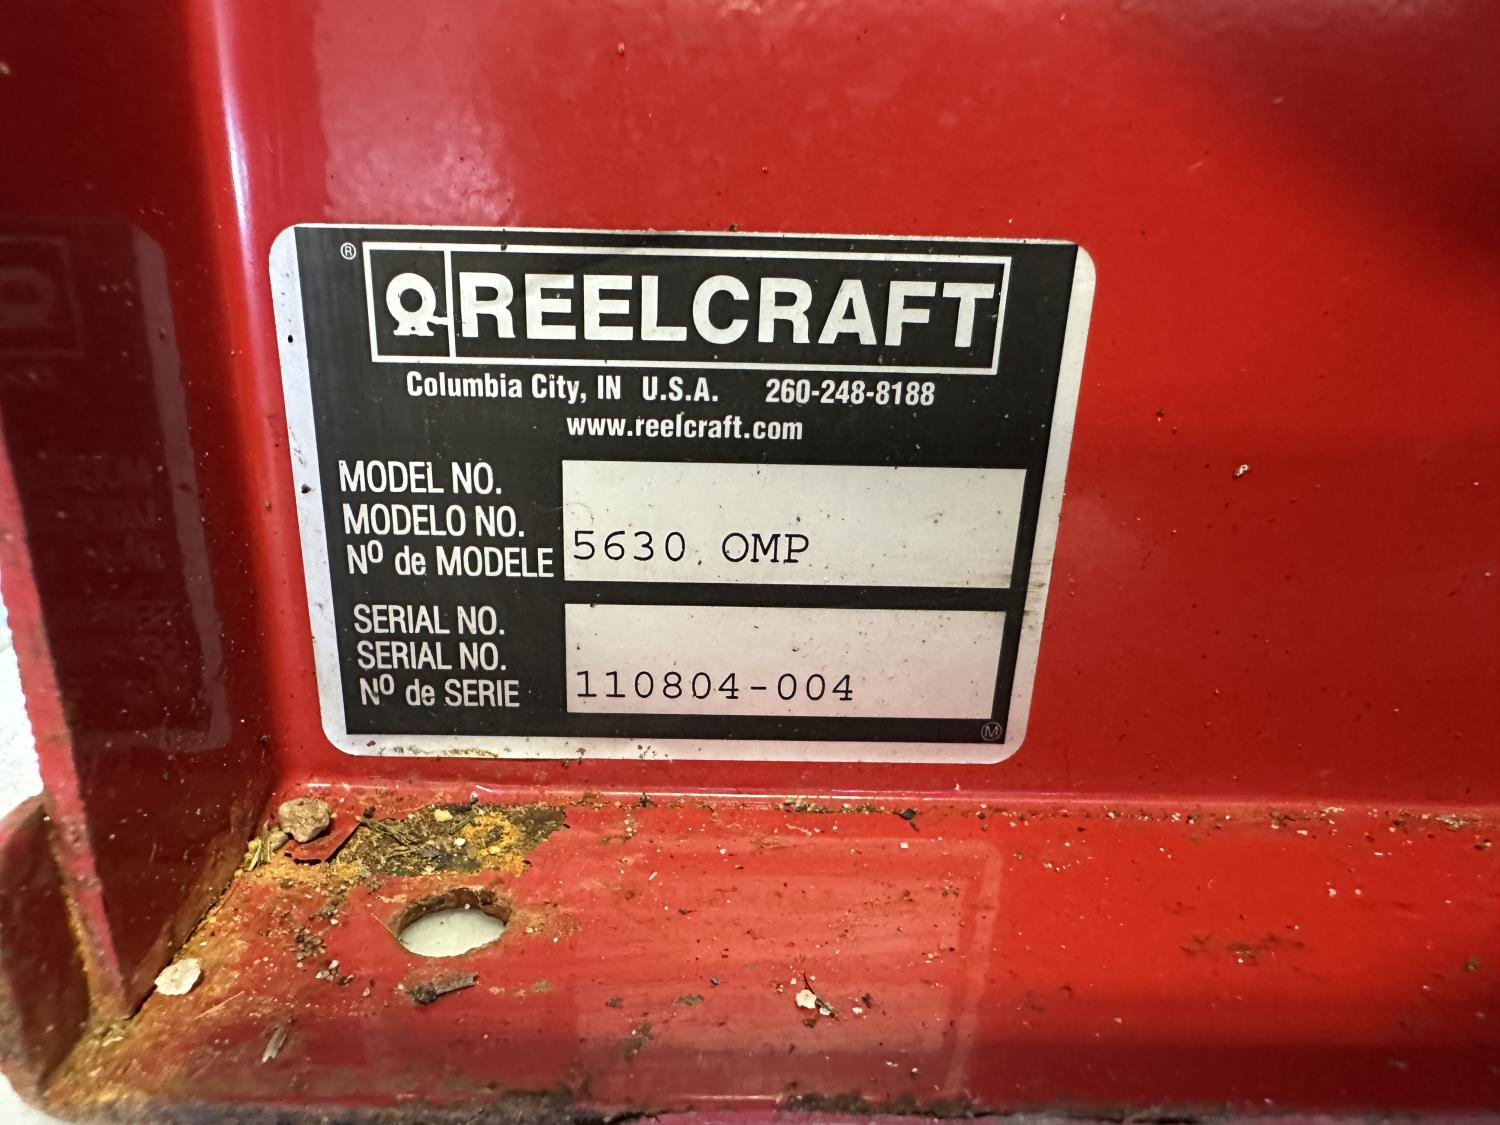 ® REELCRAFT
Columbia City, IN U.S.A. 260-248-8188
www.reelcraft.com
MODEL NO.
MODELO NO.
Nº de MODELE 5630 OMP
SERIAL NO.
SERIAL NO.
Nº de SERIE 110804-004
M